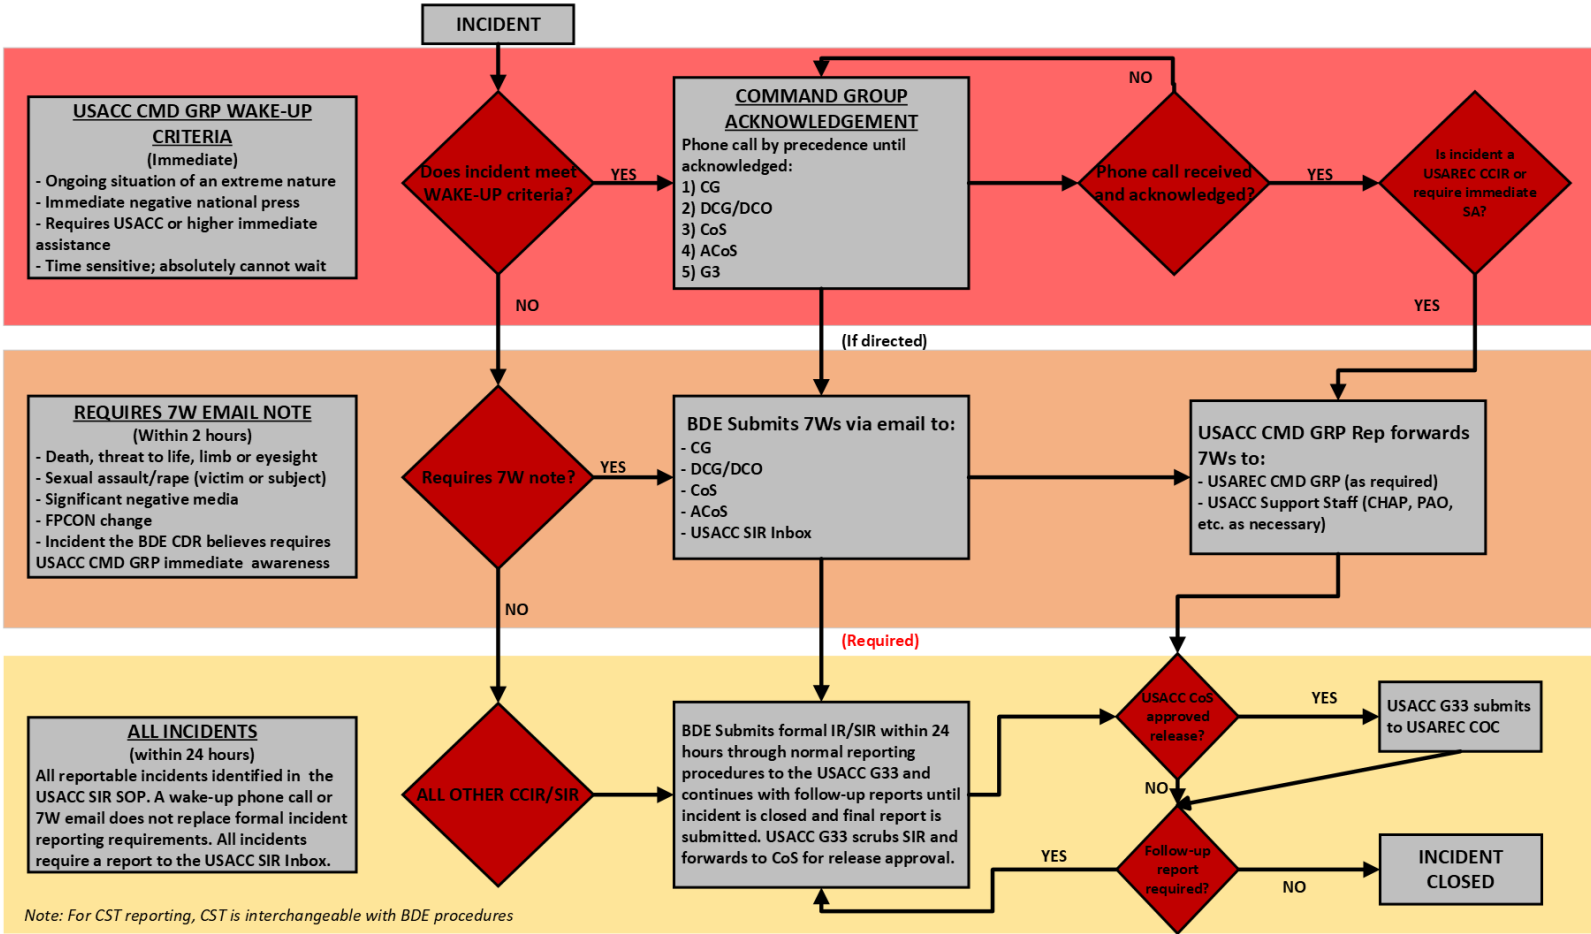 INCIDENT
USACC CMD GRP WAKE-UP
CRITERIA
(Immediate)
- Ongoing situation of an extreme nature
- Immediate negative national press
- Requires USACC or higher immediate
assistance
- Time sensitive; absolutely cannot wait
Does incident meet
WAKE-UP criteria?
YES
NO
COMMAND GROUP
ACKNOWLEDGEMENT
Phone call by precedence until
acknowledged:
1) CG
2) DCG/DCO
3) CoS
4) ACoS
5) G3
NO
Phone call received
and acknowledged?
YES
Is incident a
USAREC CCIR or
require immediate
SA?
YES
(If directed)
REQUIRES 7W EMAIL NOTE
(Within 2 hours)
- Death, threat to life, limb or eyesight
- Sexual assault/rape (victim or subject)
- Significant negative media
- FPCON change
- Incident the BDE CDR believes requires
USACC CMD GRP immediate awareness
Requires 7W note?
YES
NO
BDE Submits 7Ws via email to:
- CG
- DCG/DCO
- CoS
- ACoS
- USACC SIR Inbox
USACC CMD GRP Rep forwards
7Ws to:
- USAREC CMD GRP (as required)
- USACC Support Staff (CHAP, PAO,
etc. as necessary)
(Required)
ALL INCIDENTS
(within 24 hours)
All reportable incidents identified in the
USACC SIR SOP. A wake-up phone call or
7W email does not replace formal incident
reporting requirements. All incidents
require a report to the USACC SIR Inbox.
ALL OTHER CCIR/SIR
BDE Submits formal IR/SIR within 24
hours through normal reporting
procedures to the USACC G33 and
continues with follow-up reports until
incident is closed and final report is
submitted. USACC G33 scrubs SIR and
forwards to CoS for release approval.
USACC CoS
approved
release?
YES
USACC G33 submits
to USAREC COC
NO
Follow-up
report
required?
YES
NO
INCIDENT
CLOSED
Note: For CST reporting, CST is interchangeable with BDE procedures